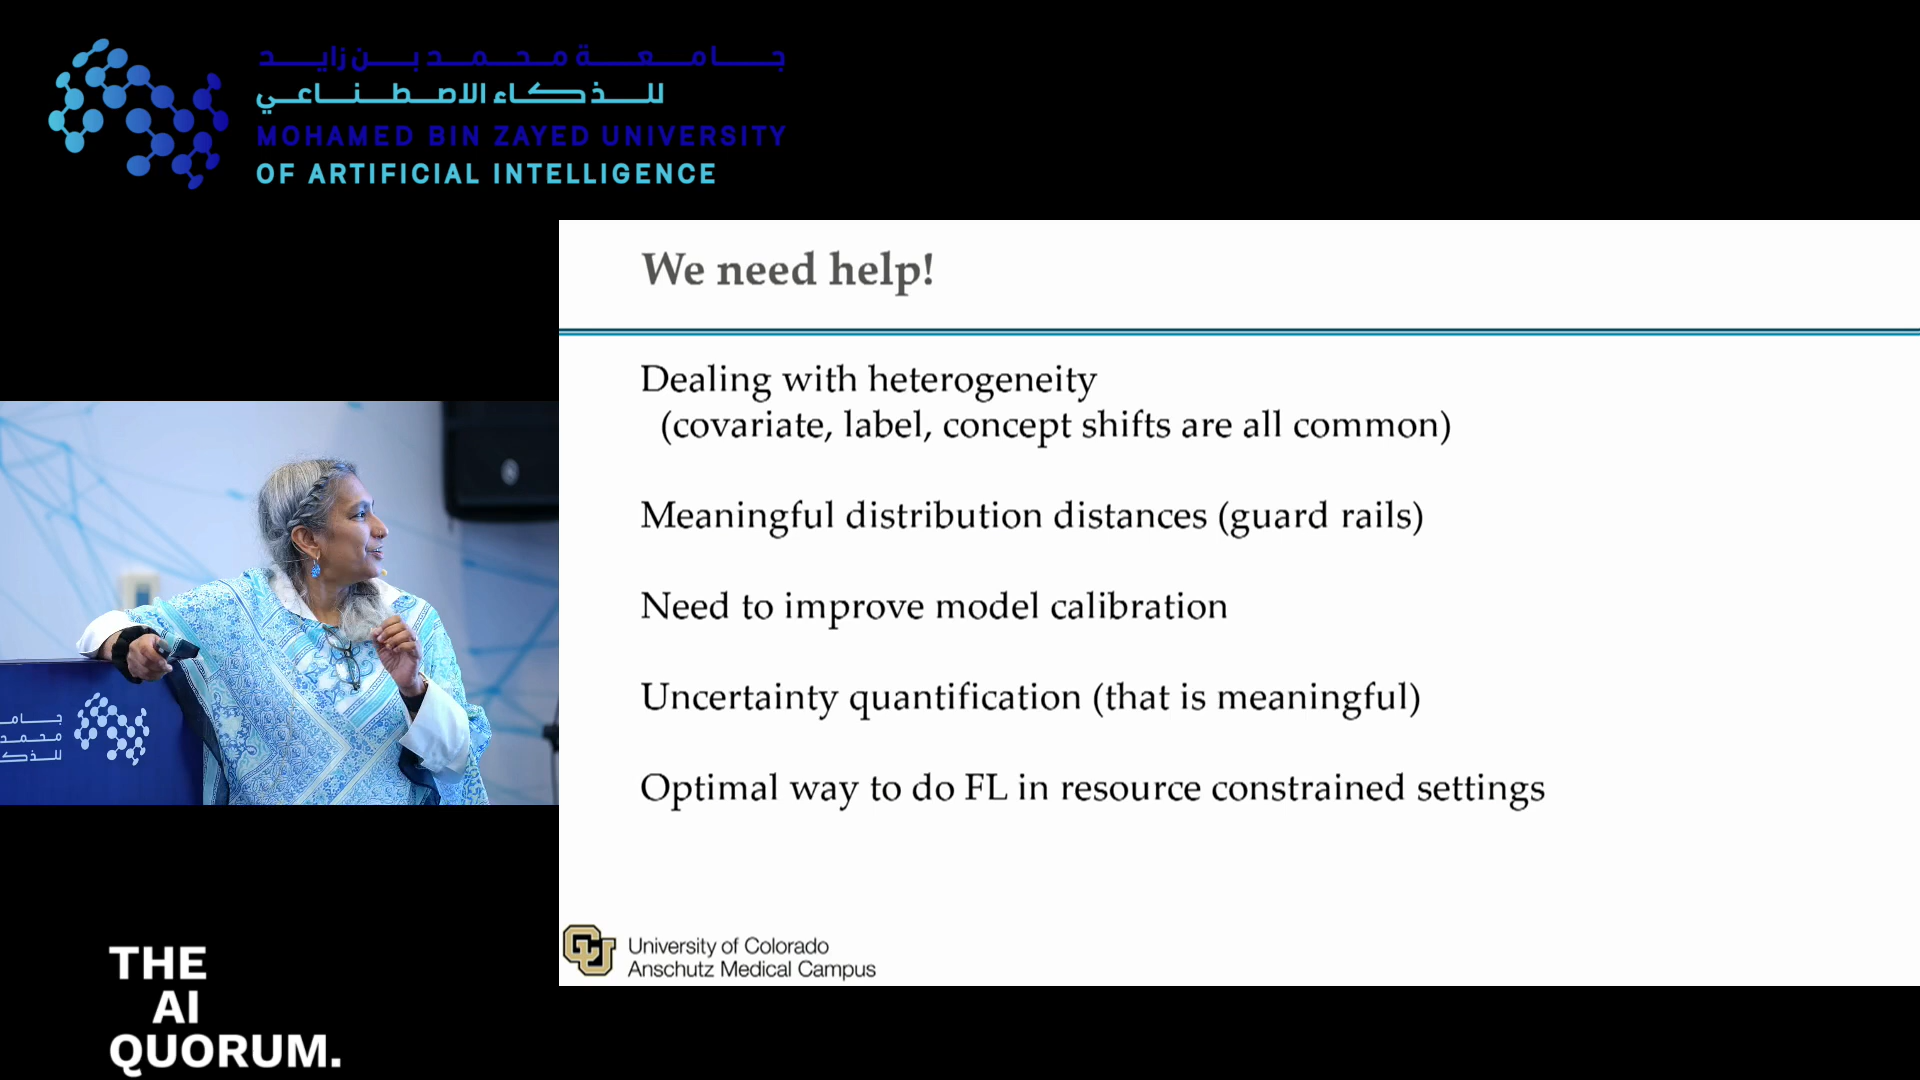 جامعة محمد بن زايد
للذكاء الاصطناعي
MOHAMED BIN ZAYED UNIVERSITY
OF ARTIFICIAL INTELLIGENCE
We need help!
Dealing with heterogeneity
(covariate, label, concept shifts are all common)
Meaningful distribution distances (guard rails)
Need to improve model calibration
Uncertainty quantification (that is meaningful)
Optimal way to do FL in resource constrained settings
University of Colorado
Anschutz Medical Campus
THE
AI
QUORUM.